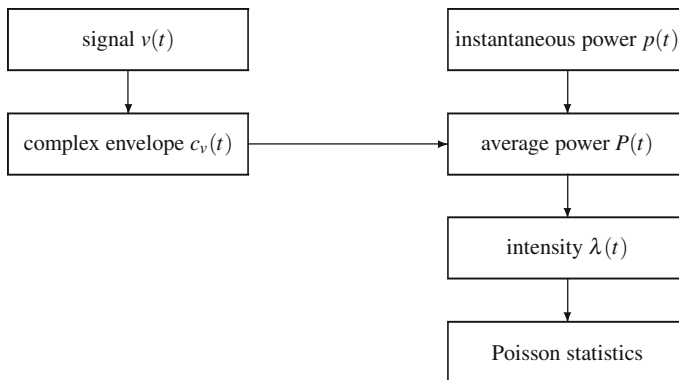 signal v(t)
instantaneous power p(t)
complex envelope c_v(t)
average power P(t)
intensity λ(t)
Poisson statistics